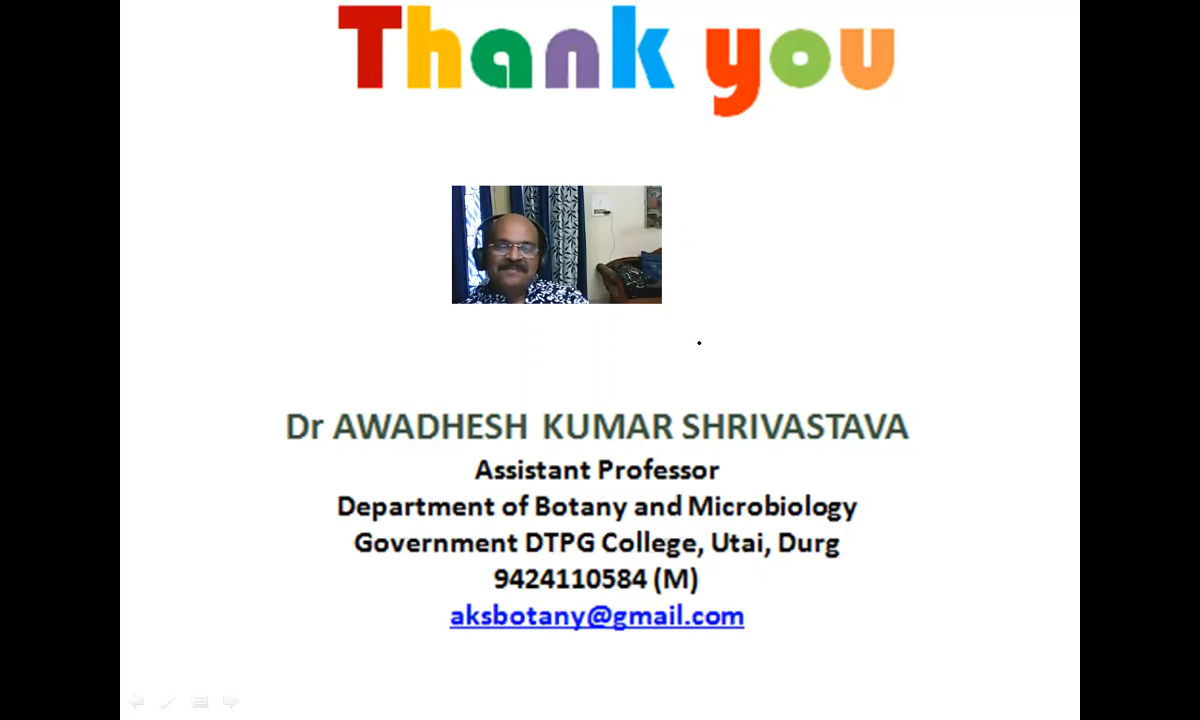 Thank you
Dr AWADHESH KUMAR SHRIVASTAVA
Assistant Professor
Department of Botany and Microbiology
Government DTPG College, Utai, Durg
9424110584 (M)
aksbotany@gmail.com